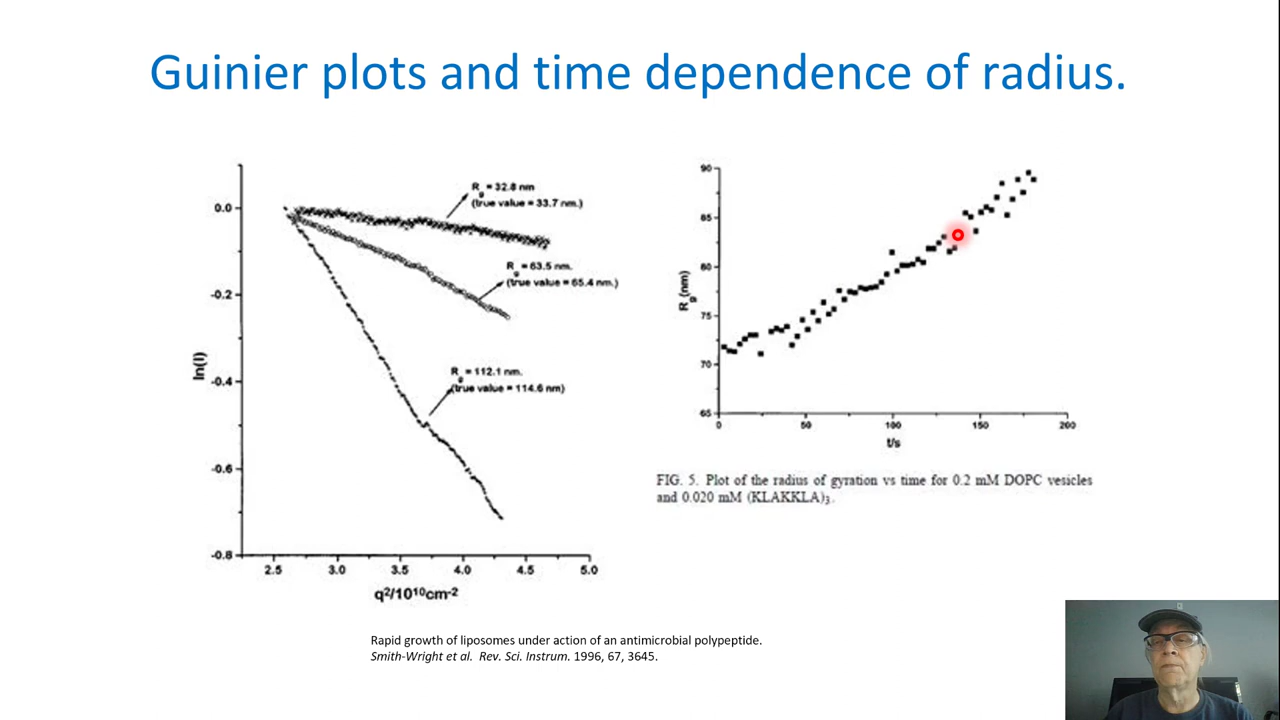 Guinier plots and time dependence of radius.
0.0
-0.2
-0.4
-0.6
-0.8
ln(I)
2.5 3.0 3.5 4.0 4.5 5.0
q²/10¹⁰cm⁻²
R_g = 32.8 nm
(true value = 33.7 nm.)
R_g = 63.5 nm.
(true value = 65.4 nm.)
R_g = 112.1 nm.
(true value = 114.6 nm)
90
85
80
75
70
65
R_g(nm)
0 50 100 150 200
t/s
FIG. 5. Plot of the radius of gyration vs time for 0.2 mM DOPC vesicles
and 0.020 mM (KLAKKLA)₃.
Rapid growth of liposomes under action of an antimicrobial polypeptide.
Smith-Wright et al. Rev. Sci. Instrum. 1996, 67, 3645.